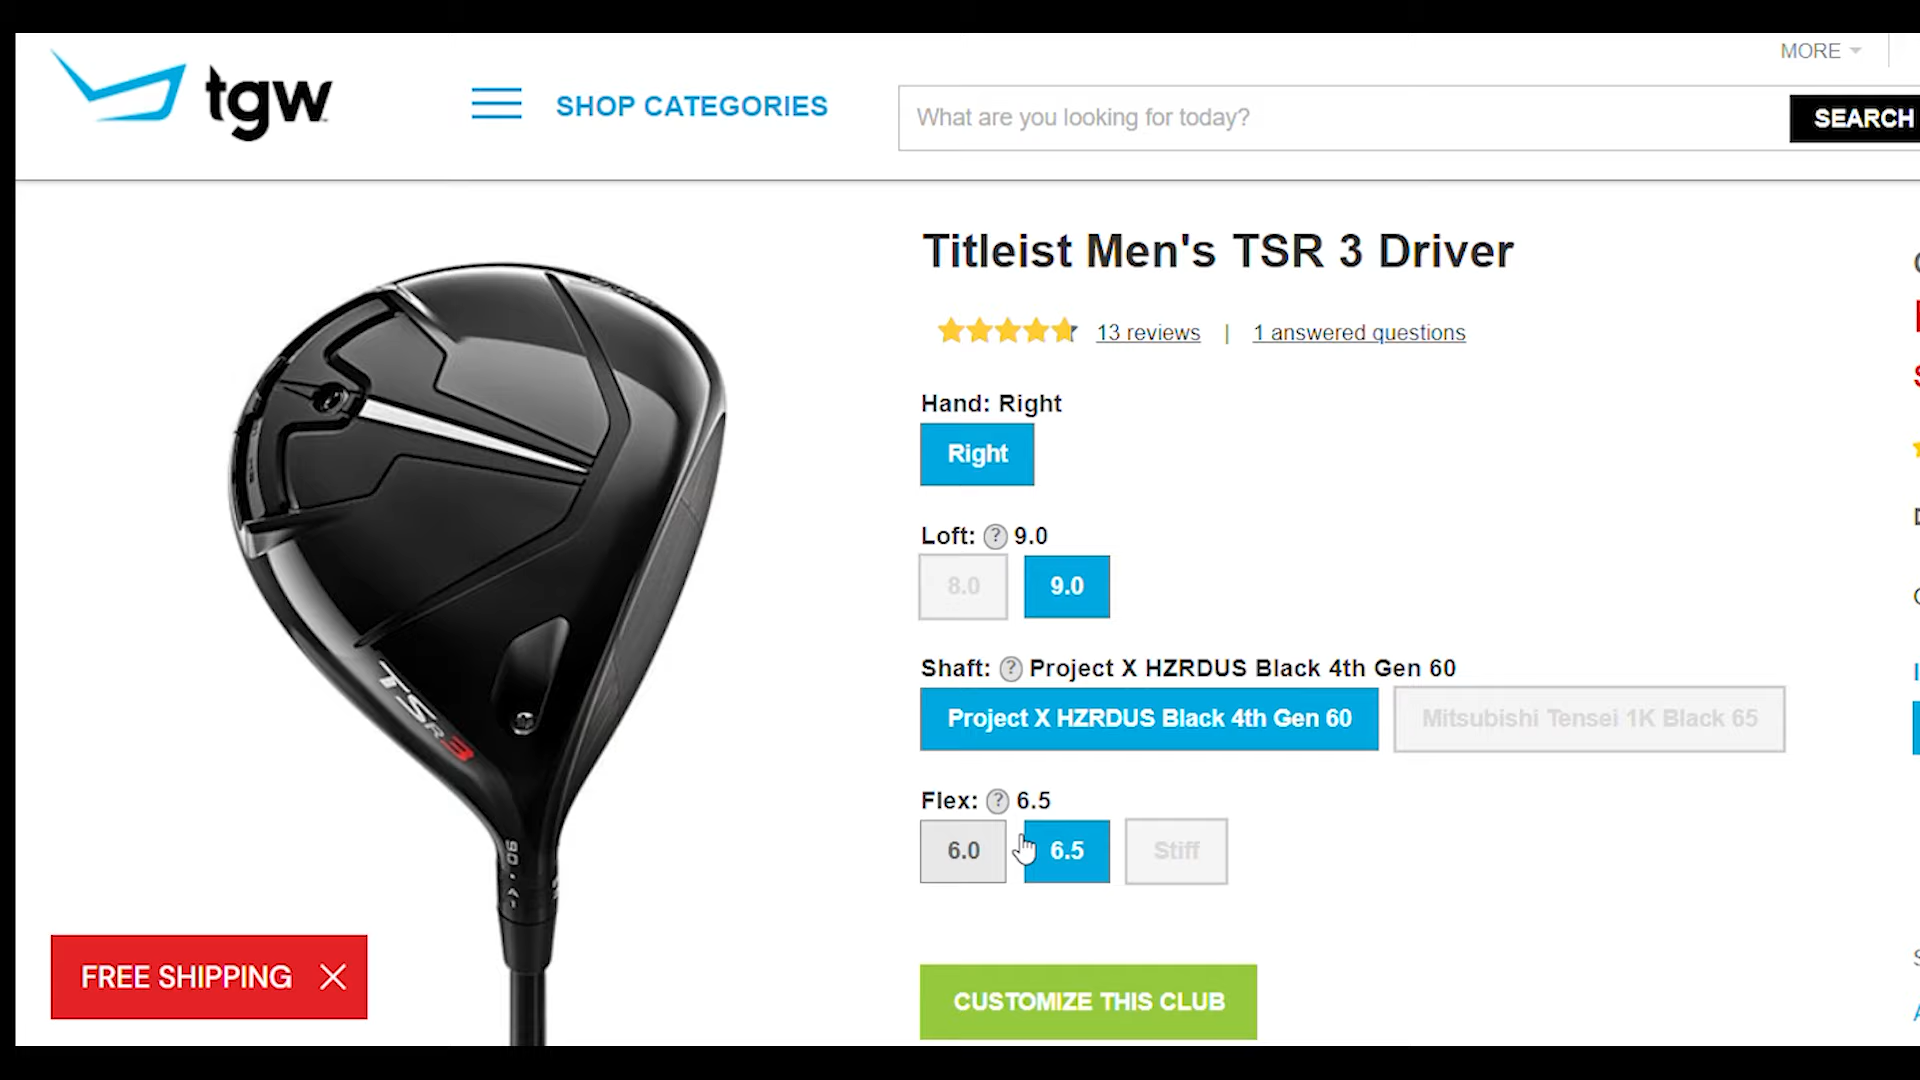 MORE
tgw
SHOP CATEGORIES
What are you looking for today?
SEARCH
Titleist Men's TSR 3 Driver
13 reviews | 1 answered questions
Hand: Right
Right
Loft: ? 9.0
8.0 9.0
Shaft: ? Project X HZRDUS Black 4th Gen 60
Project X HZRDUS Black 4th Gen 60 Mitsubishi Tensei 1K Black 65
Flex: ? 6.5
6.0 6.5 Stiff
TSR3
FREE SHIPPING
CUSTOMIZE THIS CLUB